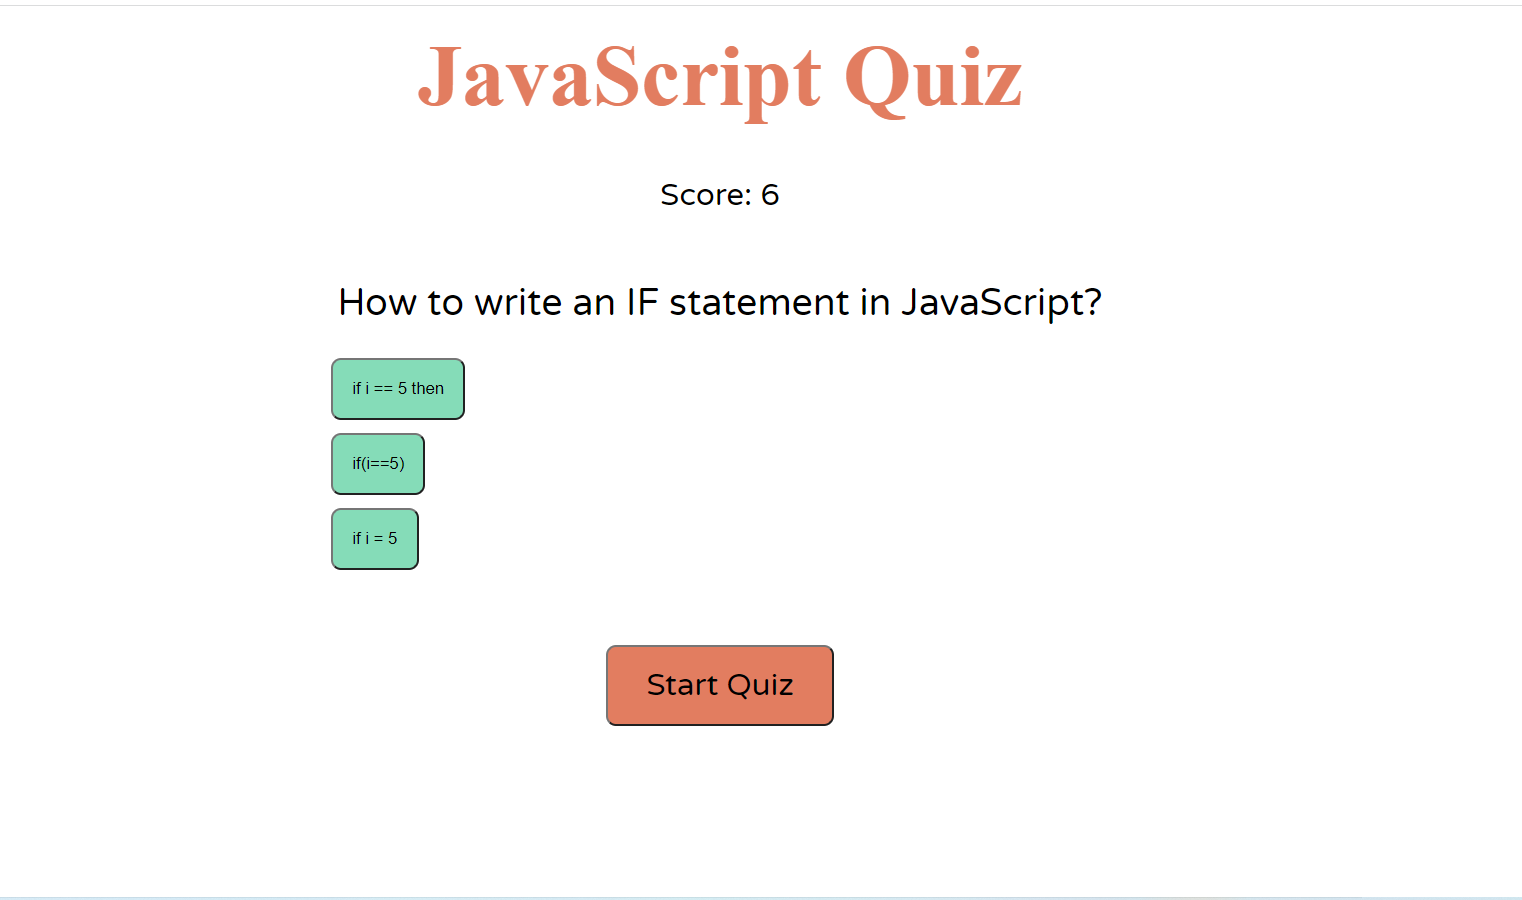 JavaScript Quiz
Score: 6
How to write an IF statement in JavaScript?
if i == 5 then
if(i==5)
if i = 5
Start Quiz